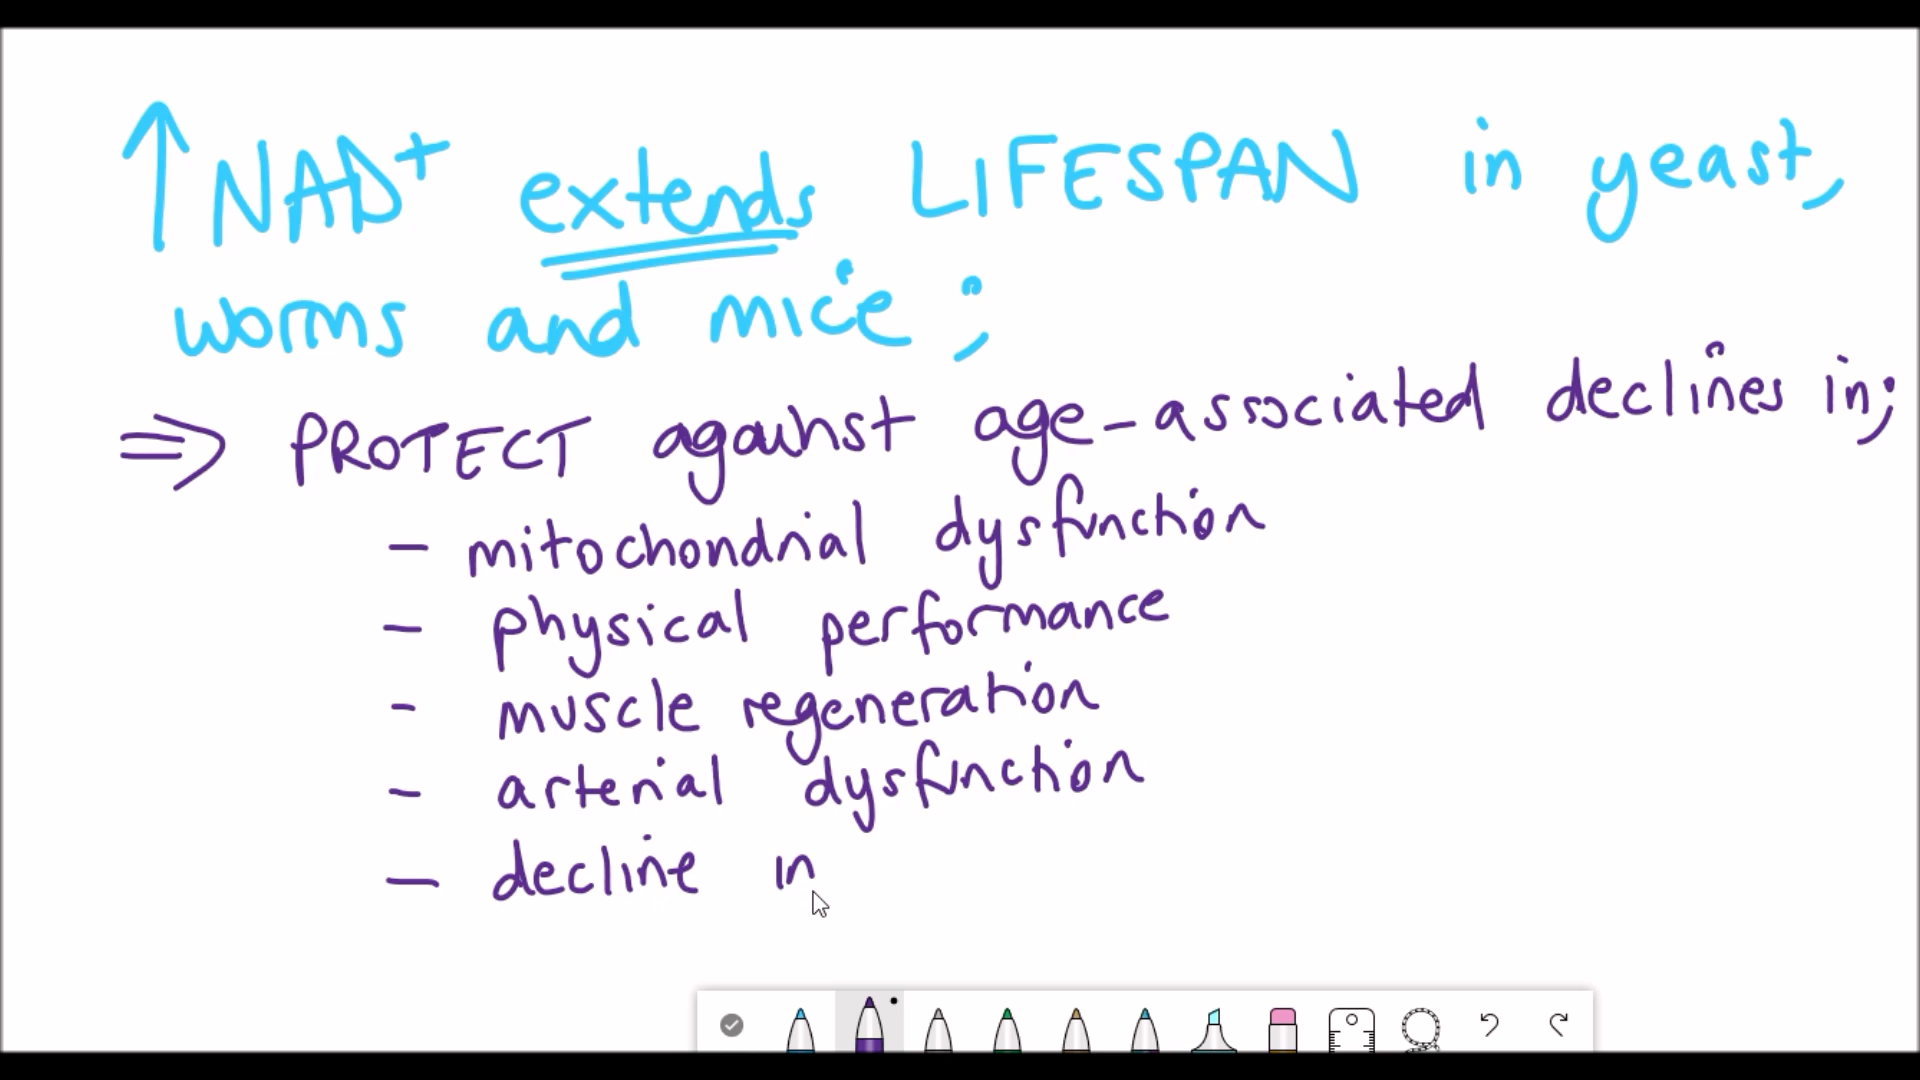 ↑ NAD+ extends LIFESPAN in yeast,
worms and mice;
⇒ PROTECT against age-associated declines in;
- mitochondrial dysfunction
- physical performance
- muscle regeneration
- arterial dysfunction
- decline in